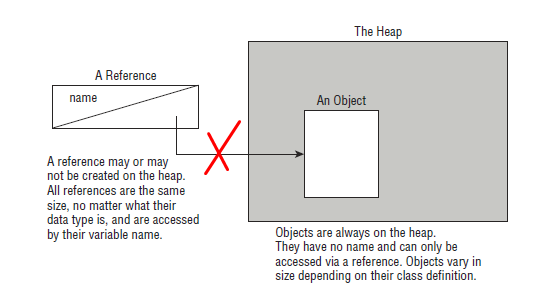 The Heap
A Reference
name
An Object
A reference may or may
not be created on the heap.
All references are the same
size, no matter what their
data type is, and are accessed
by their variable name.
Objects are always on the heap.
They have no name and can only be
accessed via a reference. Objects vary in
size depending on their class definition.